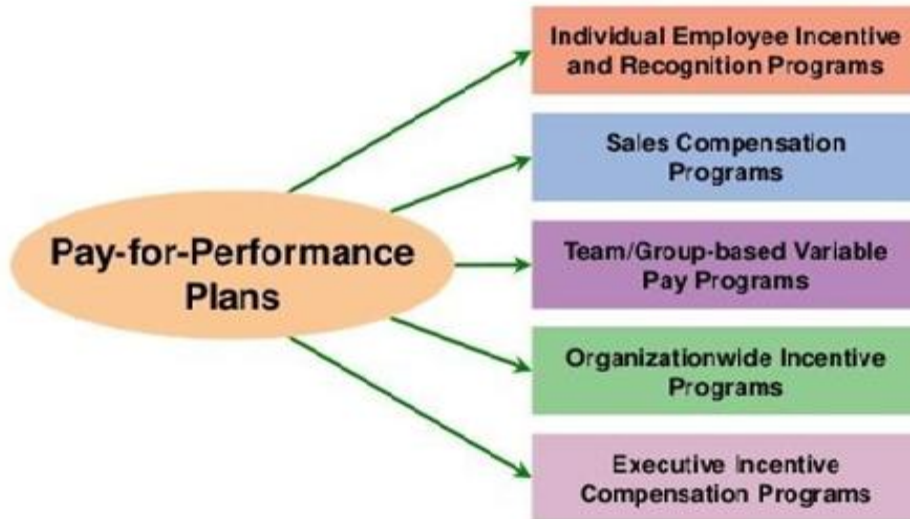 Individual Employee Incentive
and Recognition Programs
Sales Compensation
Programs
Pay-for-Performance
Plans
Team/Group-based Variable
Pay Programs
Organizationwide Incentive
Programs
Executive Incentive
Compensation Programs